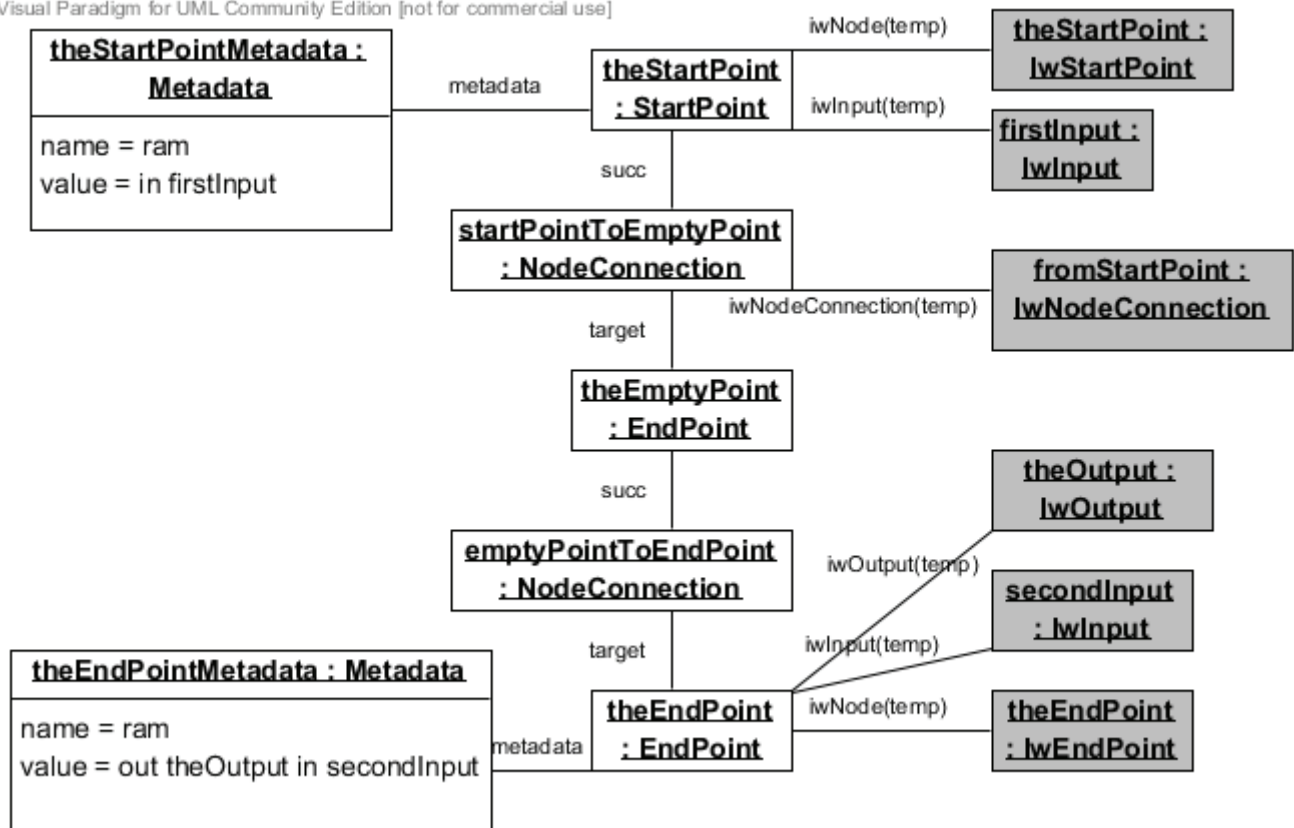 Visual Paradigm for UML Community Edition [not for commercial use]
theStartPointMetadata :
Metadata
name = ram
value = in firstInput
metadata
theStartPoint
: StartPoint
iwNode(temp)
theStartPoint :
IwStartPoint
iwInput(temp)
firstInput :
IwInput
succ
startPointToEmptyPoint
: NodeConnection
iwNodeConnection(temp)
fromStartPoint :
IwNodeConnection
target
theEmptyPoint
: EndPoint
succ
emptyPointToEndPoint
: NodeConnection
iwOutput(temp)
theOutput :
IwOutput
iwInput(temp)
secondInput
: IwInput
target
theEndPointMetadata : Metadata
name = ram
value = out theOutput in secondInput
metadata
theEndPoint
: EndPoint
iwNode(temp)
theEndPoint
: IwEndPoint